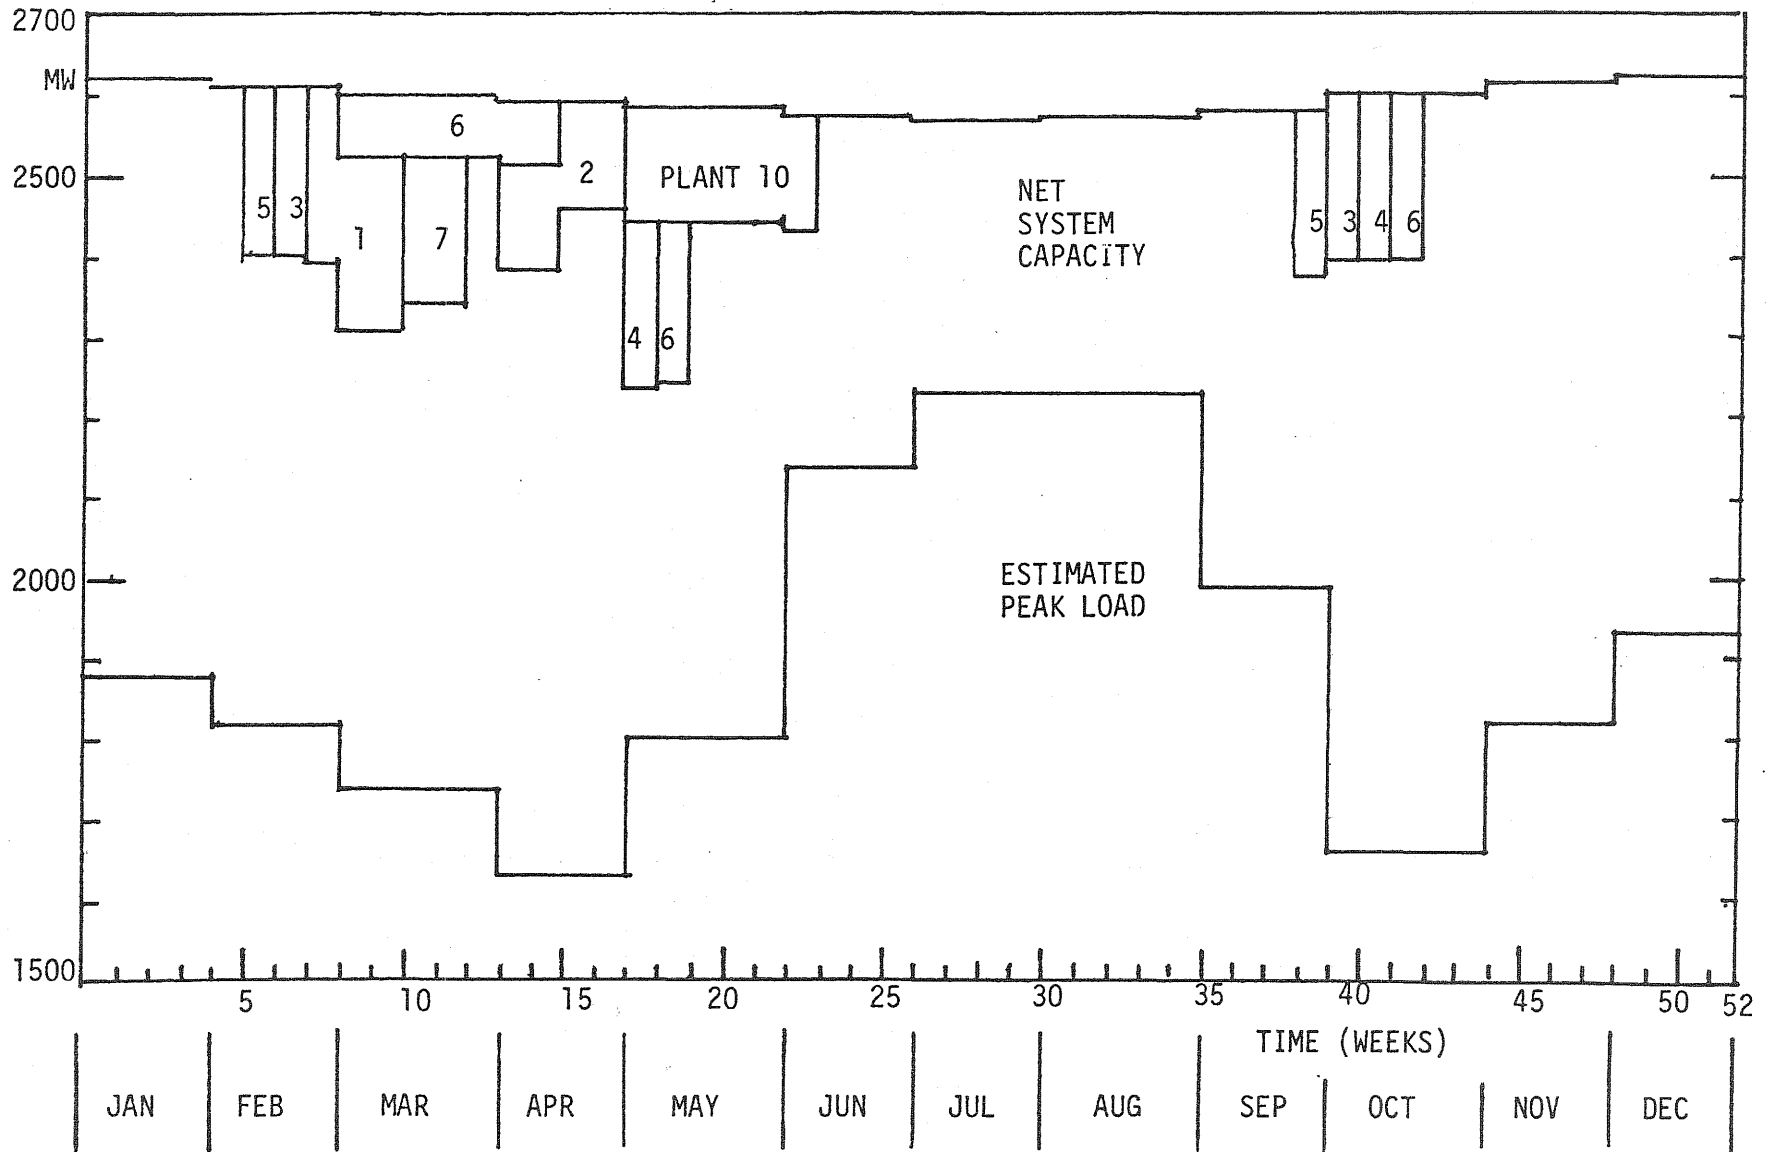 2700
MW
6
2
PLANT 10
2500
NET
SYSTEM
CAPACITY
5 3
5 3 4 6
1 7
4 6
2000
ESTIMATED
PEAK LOAD
1500
5 10 15 20 25 30 35 40 45 50 52
TIME (WEEKS)
JAN FEB MAR APR MAY JUN JUL AUG SEP OCT NOV DEC